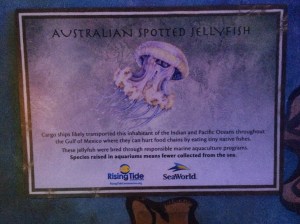 AUSTRALIAN SPOTTED JELLYFISH
Cargo ships likely transported this inhabitant of the Indian and Pacific Oceans throughout
the Gulf of Mexico where they can hurt food chains by eating tiny nerve fishes.
These jellyfish were bred through responsible marine aquaculture programs.
Species raised in aquariums means fewer collected from the sea.
Rising Tide
SeaWorld